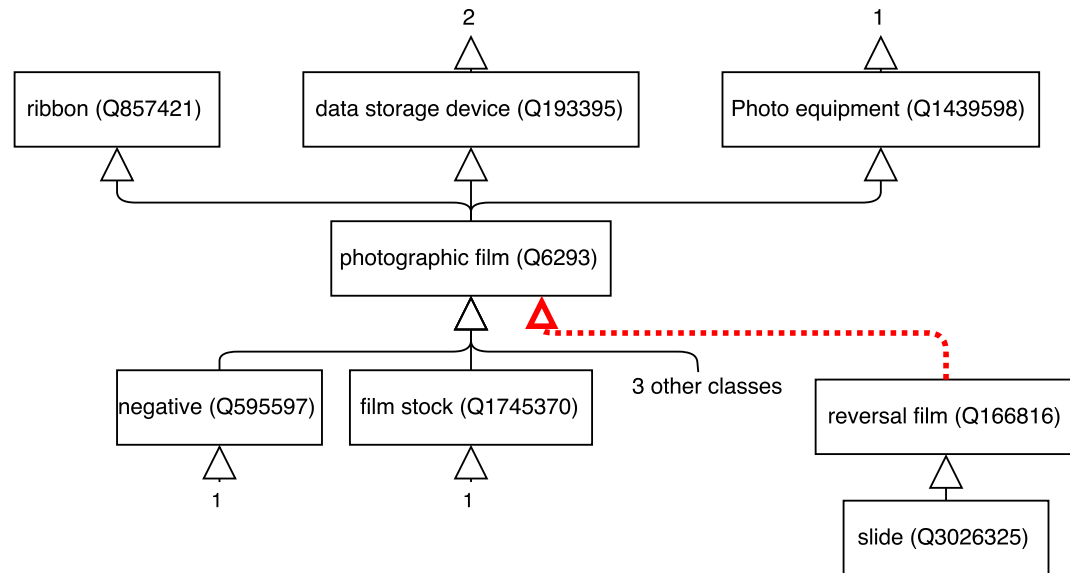 2
1
ribbon (Q857421)
data storage device (Q193395)
Photo equipment (Q1439598)
photographic film (Q6293)
3 other classes
negative (Q595597)
film stock (Q1745370)
reversal film (Q166816)
1
1
slide (Q3026325)